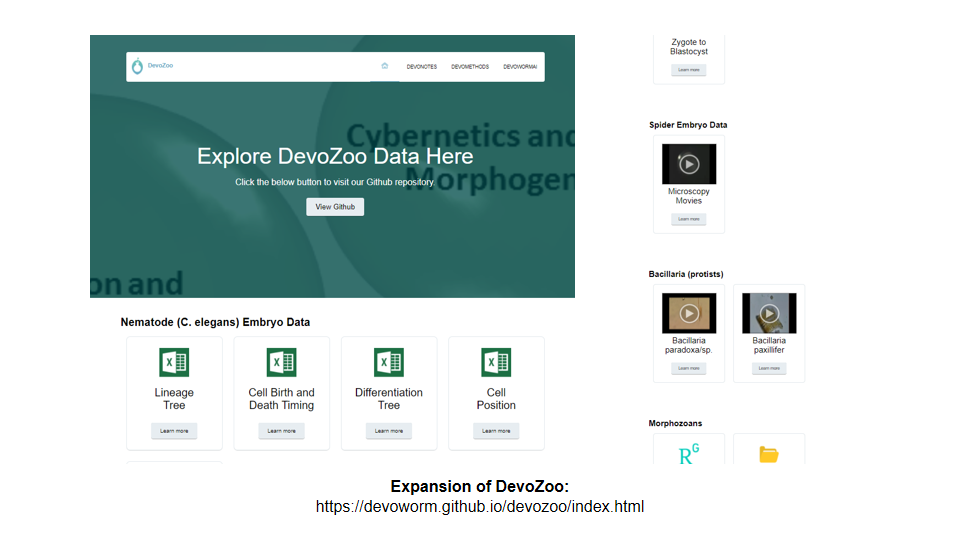 DevoZoo
DEVONOTES
DEVOMETHODS
DEVOWORMAI
Cybernetics and
Morphogen
on and
Explore DevoZoo Data Here
Click the below button to visit our Github repository.
View Github
Nematode (C. elegans) Embryo Data
Lineage
Tree
Learn more
Cell Birth and
Death Timing
Learn more
Differentiation
Tree
Learn more
Cell
Position
Learn more
Zygote to
Blastocyst
Learn more
Spider Embryo Data
Microscopy
Movies
Learn more
Bacillaria (protists)
Bacillaria
paradoxa/sp.
Learn more
Bacillaria
paxillifer
Learn more
Morphozoans
RG
Expansion of DevoZoo:
https://devoworm.github.io/devozoo/index.html